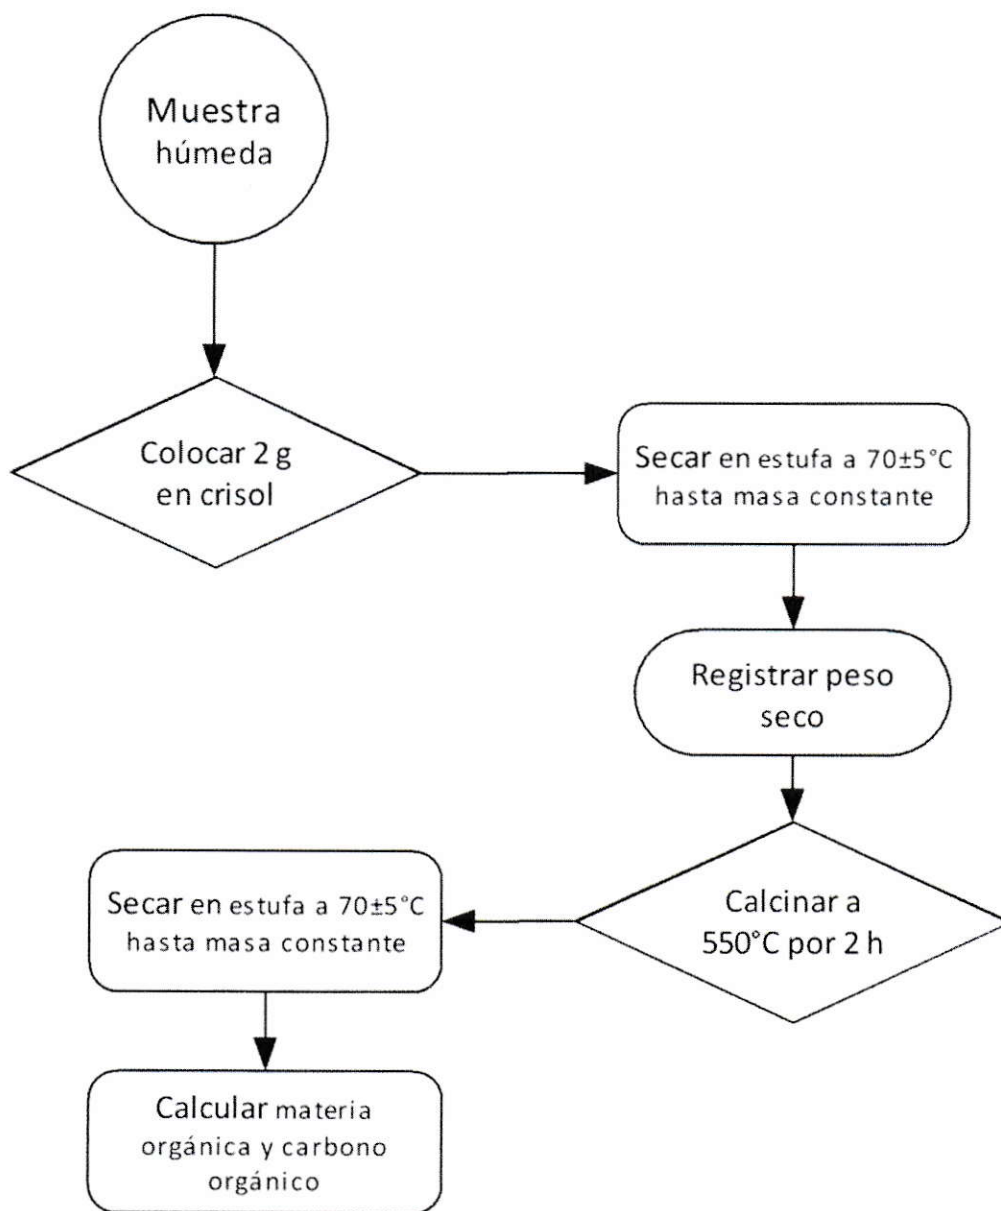 Muestra
húmeda
Colocar 2 g
en crisol
Secar en estufa a 70±5°C
hasta masa constante
Registrar peso
seco
Calcinar a
550°C por 2 h
Secar en estufa a 70±5°C
hasta masa constante
Calcular materia
orgánica y carbono
orgánico